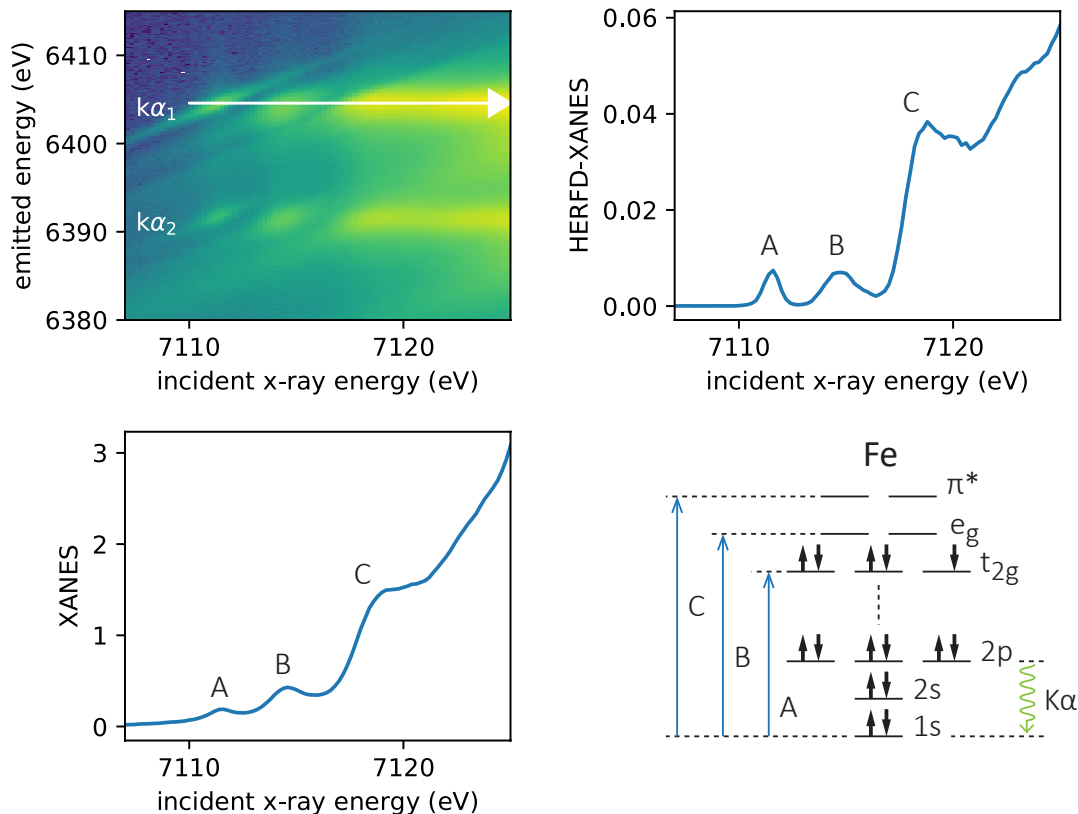 emitted energy (eV)
6410
6400
6390
6380
kα₁
kα₂
7110 7120
incident x-ray energy (eV)
HERFD-XANES
0.06
0.04
0.02
0.00
A
B
C
7110 7120
incident x-ray energy (eV)
XANES
3
2
1
0
A
B
C
7110 7120
incident x-ray energy (eV)
Fe
π*
e_g
t_2g
C
B
A
2p
2s
1s
Kα